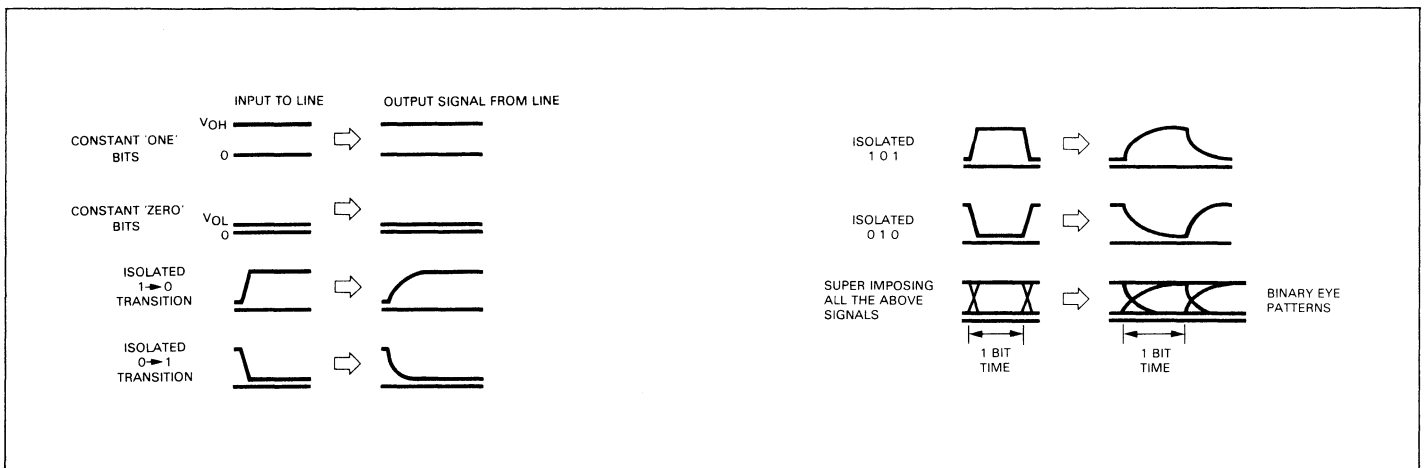 INPUT TO LINE
OUTPUT SIGNAL FROM LINE
CONSTANT 'ONE'
BITS
VOH
0
CONSTANT 'ZERO'
BITS
VOL
0
ISOLATED
1→0
TRANSITION
ISOLATED
0→1
TRANSITION
ISOLATED
1 0 1
ISOLATED
0 1 0
SUPER IMPOSING
ALL THE ABOVE
SIGNALS
BINARY EYE
PATTERNS
1 BIT
TIME
1 BIT
TIME